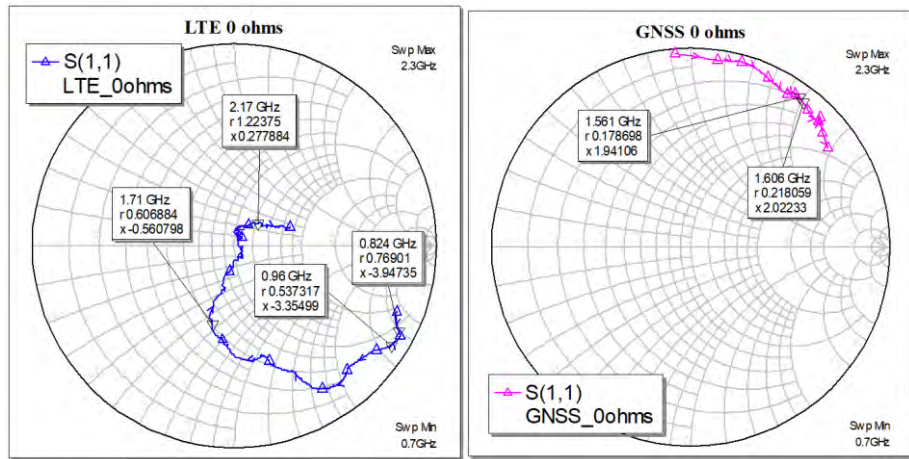 LTE 0 ohms
Swp Max
2.3GHz
S(1,1)
LTE_0ohms
2.17 GHz
r 1.22375
x 0.277884
1.71 GHz
r 0.606884
x -0.560798
0.824 GHz
r 0.76901
x -3.94735
0.96 GHz
r 0.537317
x -3.35499
Swp Min
0.7GHz
GNSS 0 ohms
Swp Max
2.3GHz
1.561 GHz
r 0.178698
x 1.94106
1.606 GHz
r 0.218059
x 2.02233
S(1,1)
GNSS_0ohms
Swp Min
0.7GHz